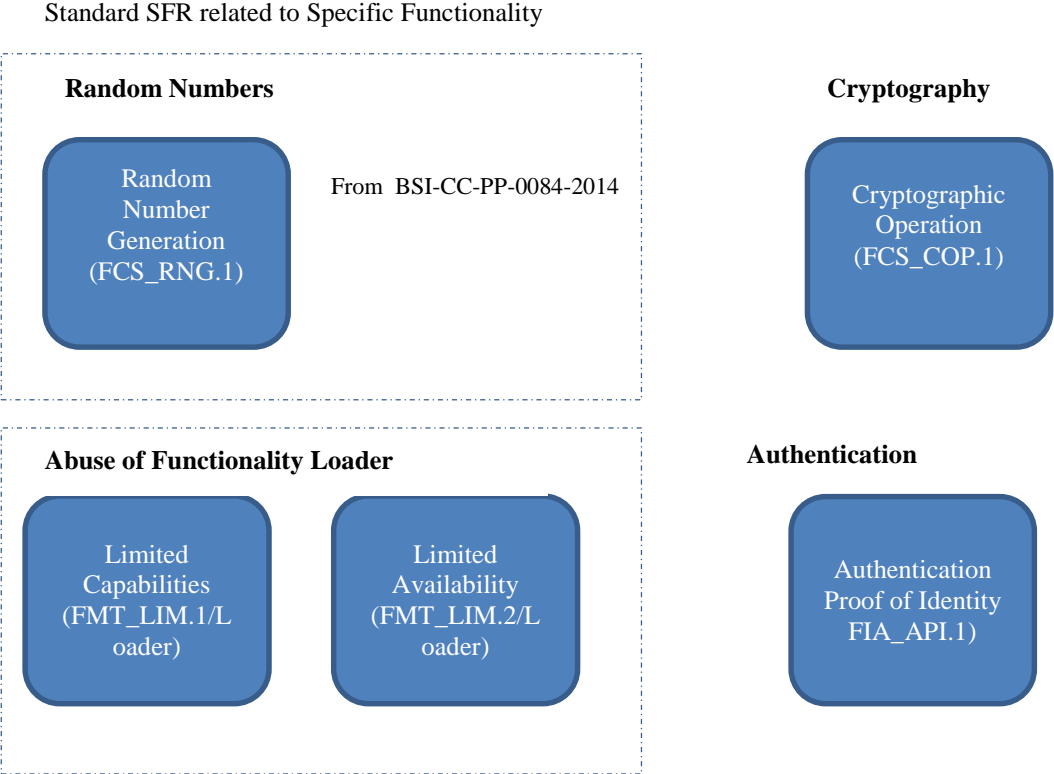 Standard SFR related to Specific Functionality
Random Numbers
Random
Number
Generation
(FCS_RNG.1)
From BSI-CC-PP-0084-2014
Cryptography
Cryptographic
Operation
(FCS_COP.1)
Abuse of Functionality Loader
Limited
Capabilities
(FMT_LIM.1/L
oader)
Limited
Availability
(FMT_LIM.2/L
oader)
Authentication
Authentication
Proof of Identity
FIA_API.1)